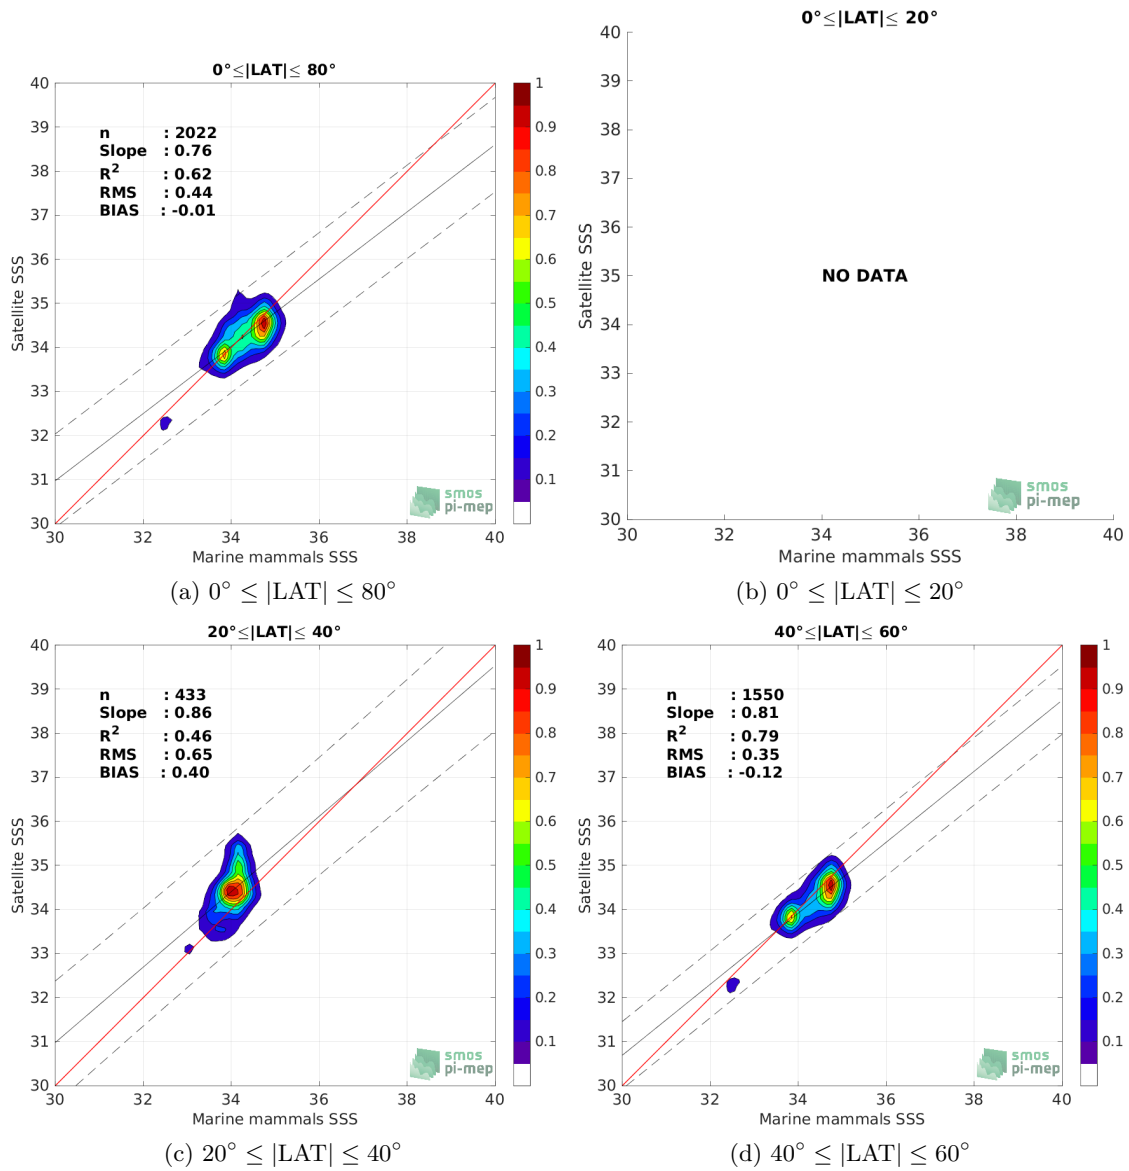 0°≤|LAT|≤ 80°
n : 2022
Slope : 0.76
R² : 0.62
RMS : 0.44
BIAS : -0.01
40
39
38
37
36
35
34
33
32
31
30
Satellite SSS
30 32 34 36 38 40
Marine mammals SSS
1
0.9
0.8
0.7
0.6
0.5
0.4
0.3
0.2
0.1
smos
pi-mep
(a) 0° ≤ |LAT| ≤ 80°
0°≤|LAT|≤ 20°
40
39
38
37
36
35
34
33
32
31
30
Satellite SSS
NO DATA
30 32 34 36 38 40
Marine mammals SSS
smos
pi-mep
(b) 0° ≤ |LAT| ≤ 20°
20°≤|LAT|≤ 40°
n : 433
Slope : 0.86
R² : 0.46
RMS : 0.65
BIAS : 0.40
40
39
38
37
36
35
34
33
32
31
30
Satellite SSS
30 32 34 36 38 40
Marine mammals SSS
1
0.9
0.8
0.7
0.6
0.5
0.4
0.3
0.2
0.1
smos
pi-mep
(c) 20° ≤ |LAT| ≤ 40°
40°≤|LAT|≤ 60°
n : 1550
Slope : 0.81
R² : 0.79
RMS : 0.35
BIAS : -0.12
40
39
38
37
36
35
34
33
32
31
30
Satellite SSS
30 32 34 36 38 40
Marine mammals SSS
1
0.9
0.8
0.7
0.6
0.5
0.4
0.3
0.2
0.1
smos
pi-mep
(d) 40° ≤ |LAT| ≤ 60°